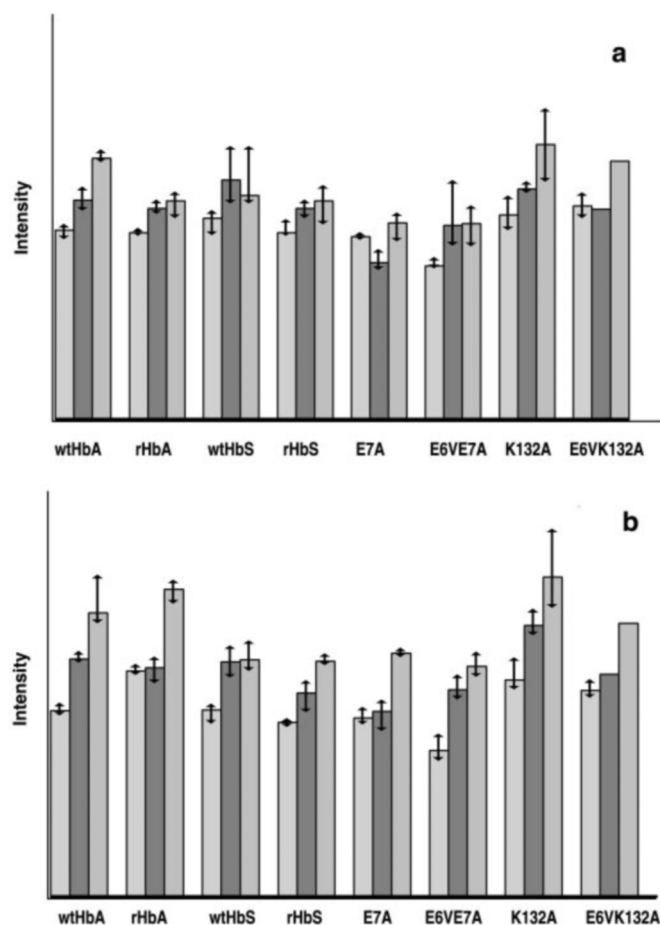 a
Intensity
wtHbA rHbA wtHbS rHbS E7A E6VE7A K132A E6VK132A
b
Intensity
wtHbA rHbA wtHbS rHbS E7A E6VE7A K132A E6VK132A